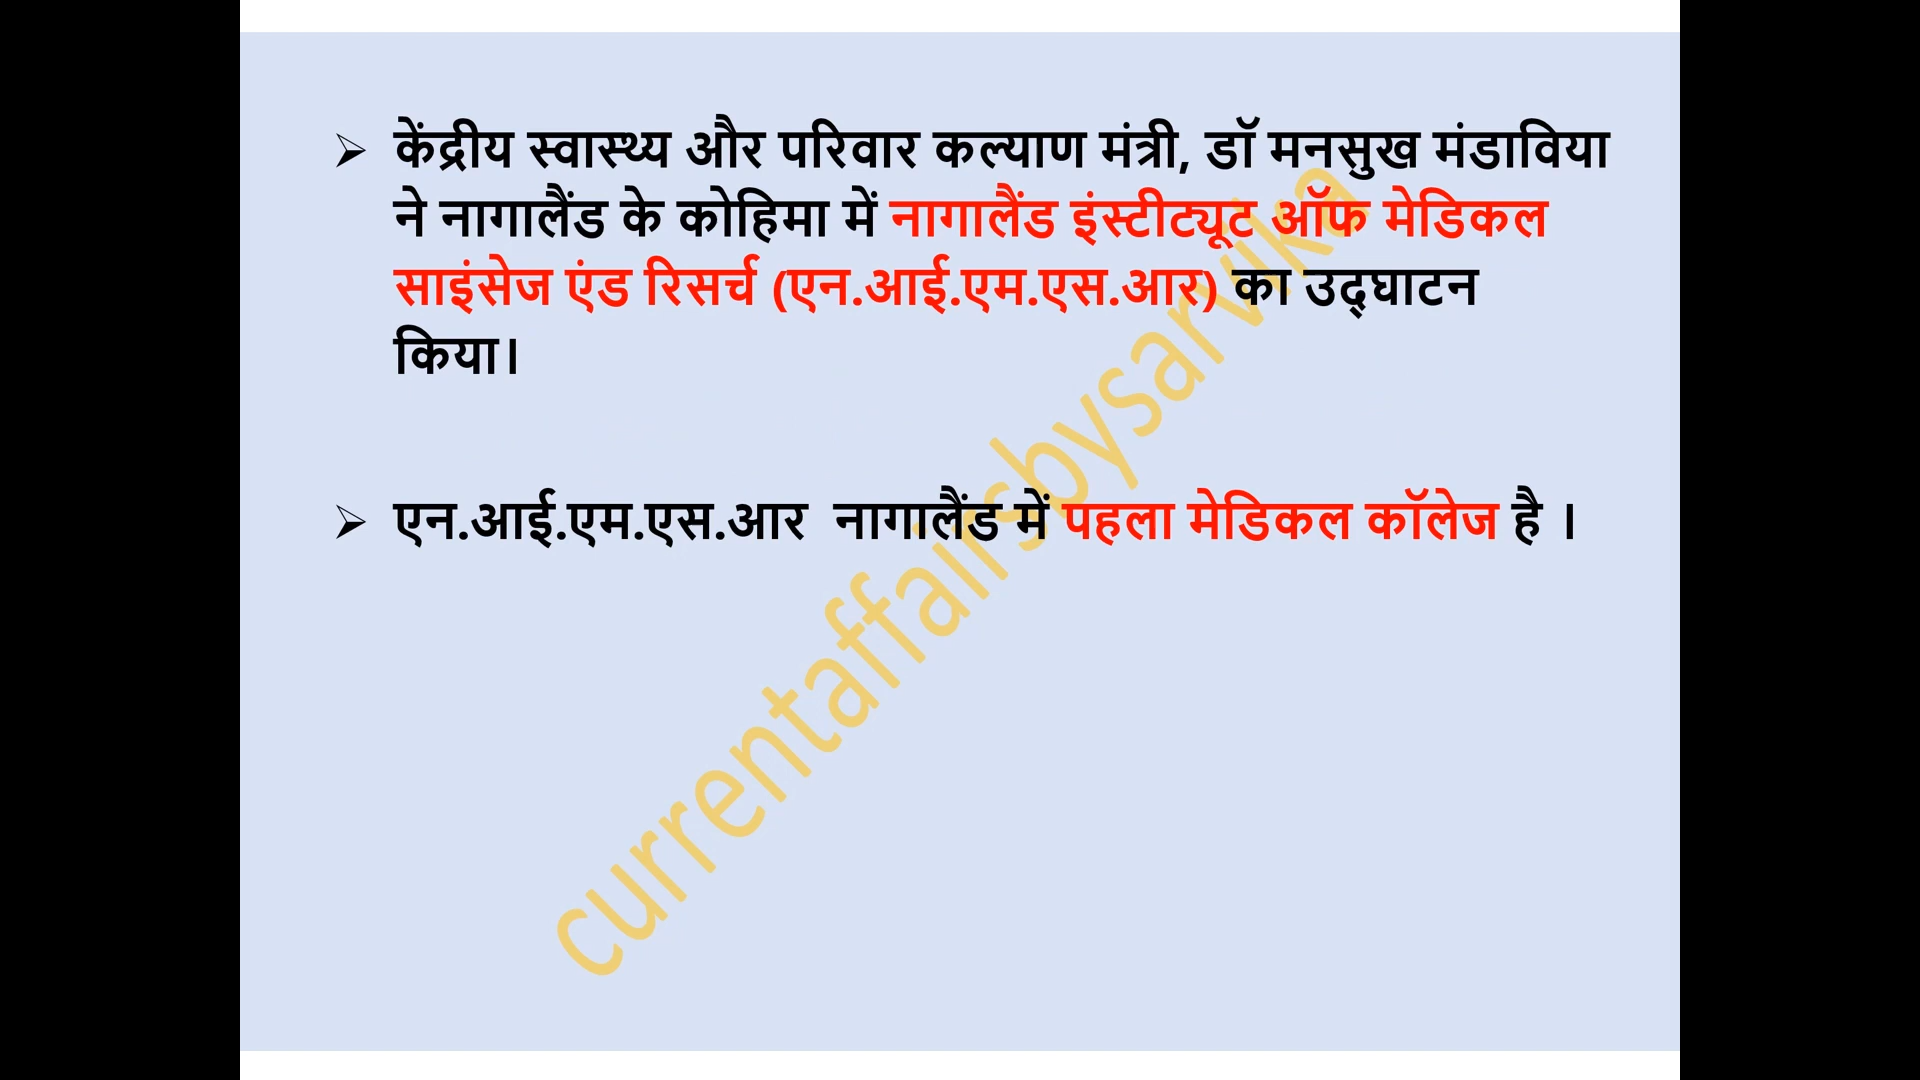 ➢ केंद्रीय स्वास्थ्य और परिवार कल्याण मंत्री, डॉ मनसुख मंडाविया
ने नागालैंड के कोहिमा में नागालैंड इंस्टीट्यूट ऑफ मेडिकल
साइंसेज एंड रिसर्च (एन.आई.एम.एस.आर) का उद्घाटन
किया।
➢ एन.आई.एम.एस.आर नागालैंड में पहला मेडिकल कॉलेज है ।
currentaffairsbysarvika